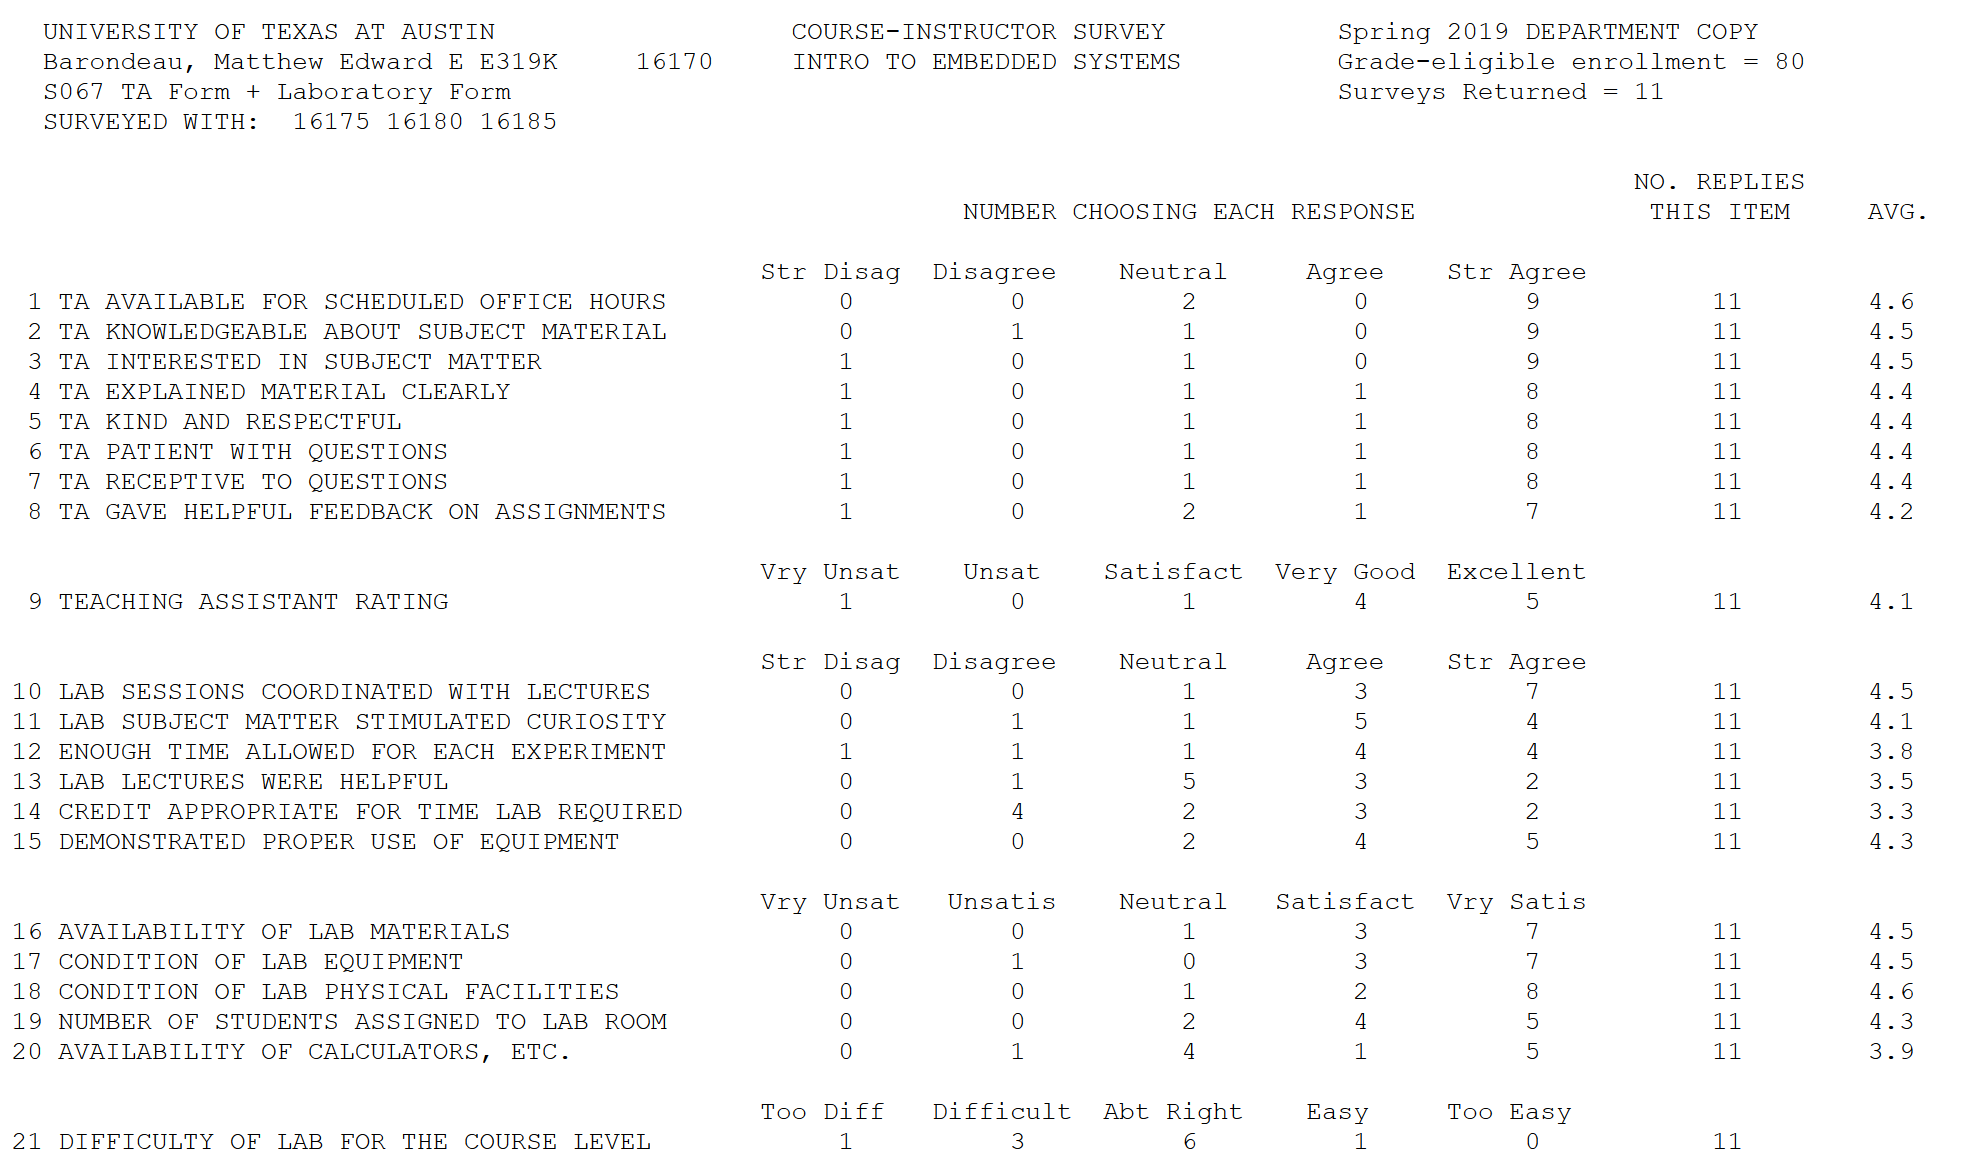 UNIVERSITY OF TEXAS AT AUSTIN COURSE-INSTRUCTOR SURVEY Spring 2019 DEPARTMENT COPY
Barondeau, Matthew Edward E E319K 16170 INTRO TO EMBEDDED SYSTEMS Grade-eligible enrollment = 80
S067 TA Form + Laboratory Form Surveys Returned = 11
SURVEYED WITH: 16175 16180 16185
NO. REPLIES
NUMBER CHOOSING EACH RESPONSE THIS ITEM AVG.
Str Disag Disagree Neutral Agree Str Agree
1 TA AVAILABLE FOR SCHEDULED OFFICE HOURS 0 0 2 0 9 11 4.6
2 TA KNOWLEDGEABLE ABOUT SUBJECT MATERIAL 0 1 1 0 9 11 4.5
3 TA INTERESTED IN SUBJECT MATTER 1 0 1 0 9 11 4.5
4 TA EXPLAINED MATERIAL CLEARLY 1 0 1 1 8 11 4.4
5 TA KIND AND RESPECTFUL 1 0 1 1 8 11 4.4
6 TA PATIENT WITH QUESTIONS 1 0 1 1 8 11 4.4
7 TA RECEPTIVE TO QUESTIONS 1 0 1 1 8 11 4.4
8 TA GAVE HELPFUL FEEDBACK ON ASSIGNMENTS 1 0 2 1 7 11 4.2
Vry Unsat Unsat Satisfact Very Good Excellent
9 TEACHING ASSISTANT RATING 1 0 1 4 5 11 4.1
Str Disag Disagree Neutral Agree Str Agree
10 LAB SESSIONS COORDINATED WITH LECTURES 0 0 1 3 7 11 4.5
11 LAB SUBJECT MATTER STIMULATED CURIOSITY 0 1 1 5 4 11 4.1
12 ENOUGH TIME ALLOWED FOR EACH EXPERIMENT 1 1 1 4 4 11 3.8
13 LAB LECTURES WERE HELPFUL 0 1 5 3 2 11 3.5
14 CREDIT APPROPRIATE FOR TIME LAB REQUIRED 0 4 2 3 2 11 3.3
15 DEMONSTRATED PROPER USE OF EQUIPMENT 0 0 2 4 5 11 4.3
Vry Unsat Unsatis Neutral Satisfact Vry Satis
16 AVAILABILITY OF LAB MATERIALS 0 0 1 3 7 11 4.5
17 CONDITION OF LAB EQUIPMENT 0 1 0 3 7 11 4.5
18 CONDITION OF LAB PHYSICAL FACILITIES 0 0 1 2 8 11 4.6
19 NUMBER OF STUDENTS ASSIGNED TO LAB ROOM 0 0 2 4 5 11 4.3
20 AVAILABILITY OF CALCULATORS, ETC. 0 1 4 1 5 11 3.9
Too Diff Difficult Abt Right Easy Too Easy
21 DIFFICULTY OF LAB FOR THE COURSE LEVEL 1 3 6 1 0 11